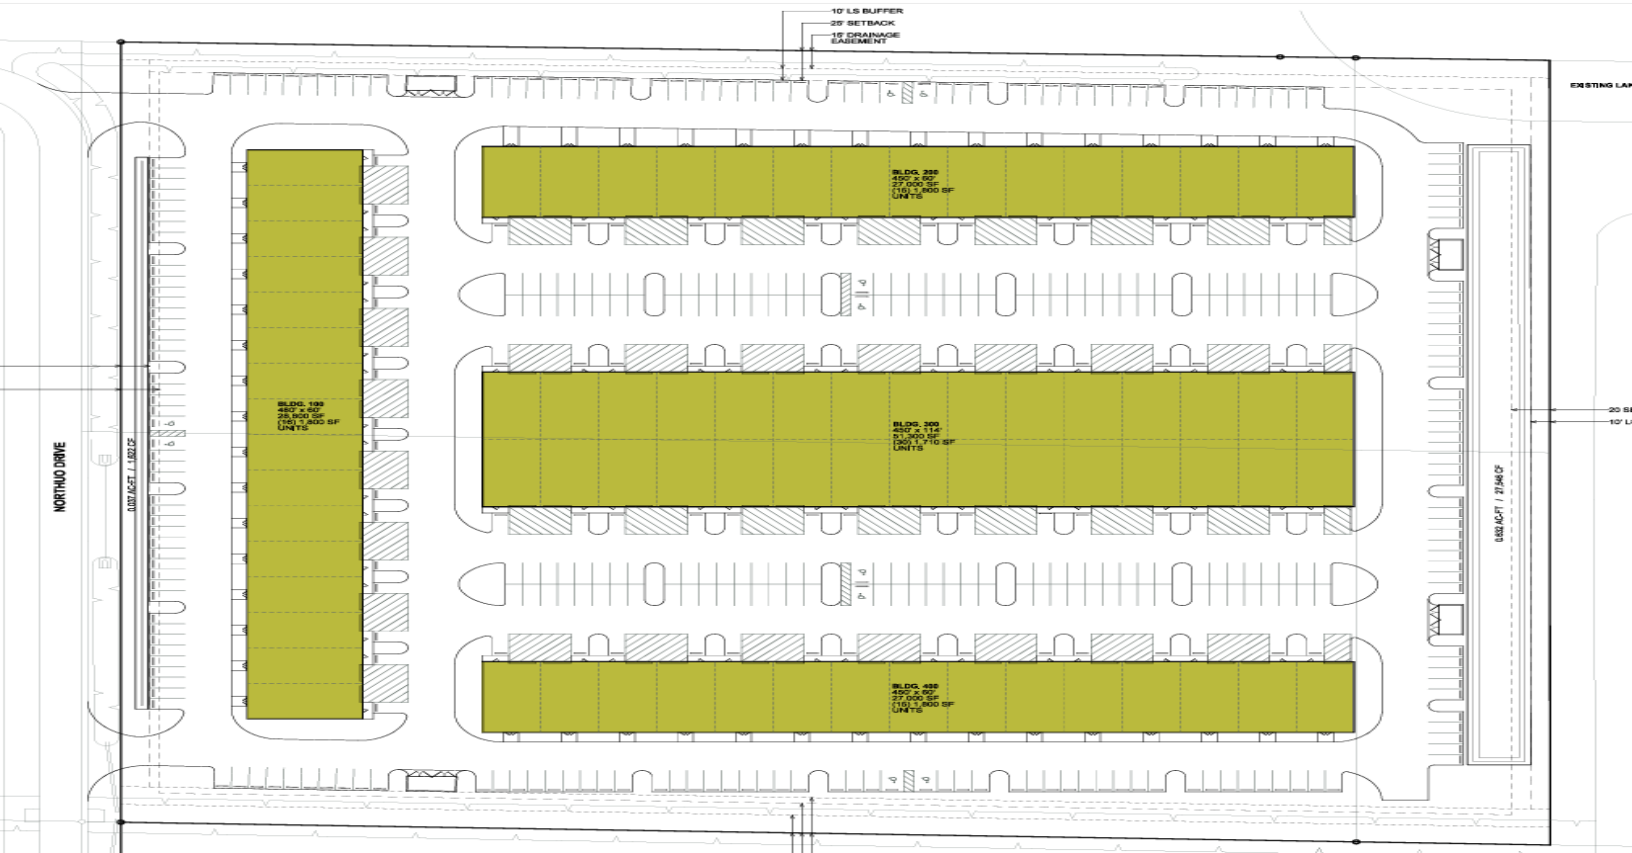 10' LS BUFFER
25' SETBACK
15' DRAINAGE
EASEMENT
EXISTING LAK
BLDG. 200
450' x 60'
27,000 SF
(15) 1,800 SF
UNITS
BLDG. 100
480' x 60'
28,800 SF
(16) 1,800 SF
UNITS
BLDG. 300
450' x 114'
51,300 SF
(30) 1,710 SF
UNITS
20 SE
10' L
NORTHUO DRIVE
0.037 AC-FT / 1,622 CF
0.632 AC-FT / 27,546 CF
BLDG. 400
450' x 60'
27,000 SF
(15) 1,800 SF
UNITS